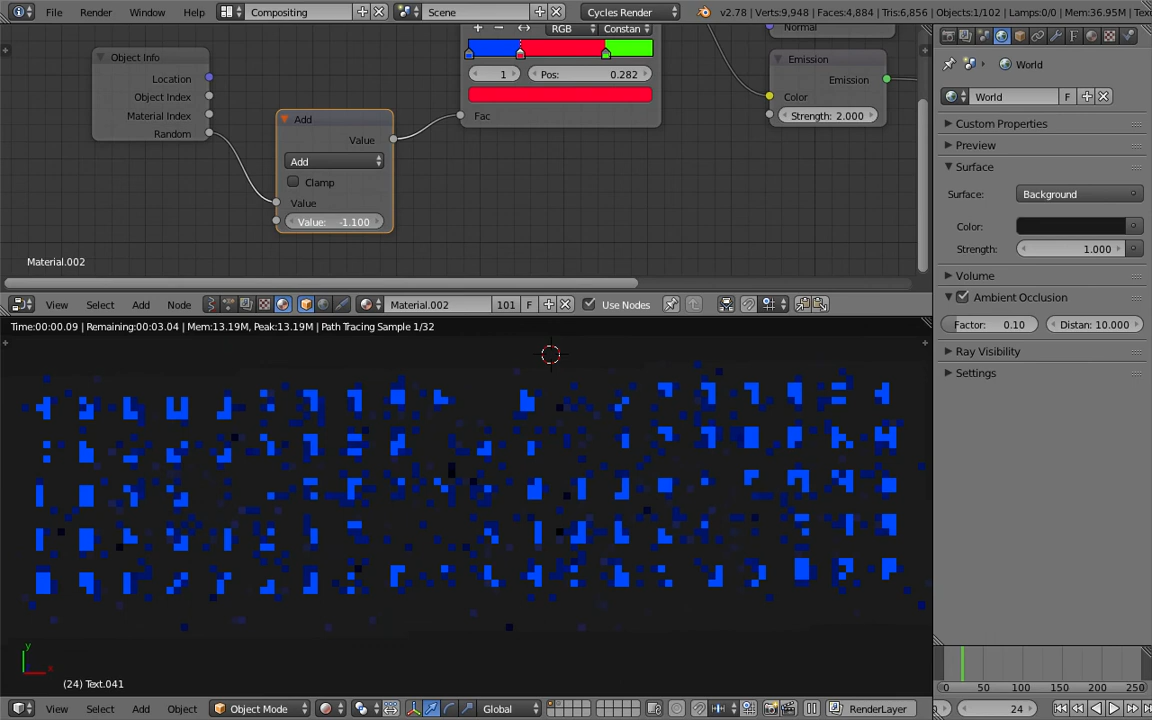 File Render Window Help Compositing Scene Cycles Render v2.78 | Verts:9,948 | Faces:4,884 | Tris:6,856 | Objects:1/102 | Lamps:0/0 | Mem:36.95M |
Object Info
Location
Object Index
Material Index
Random
Add
Value
Add
Clamp
Value
Value: -1.100
RGB Constan
1 Pos: 0.282
Fac
Normal
Emission
Emission
Color
Strength: 2.000
Material.002
View Select Add Node Material.002 101 F Use Nodes
Time:00:00.09 | Remaining:00:03.04 | Mem:13.19M, Peak:13.19M | Path Tracing Sample 1/32
y
x
(24) Text.041
View Select Add Object Object Mode Global RenderLayer
World
World F
Custom Properties
Preview
Surface
Surface: Background
Color:
Strength: 1.000
Volume
Ambient Occlusion
Factor: 0.10 Distan: 10.000
Ray Visibility
Settings
0 50 100 150 200 250
24